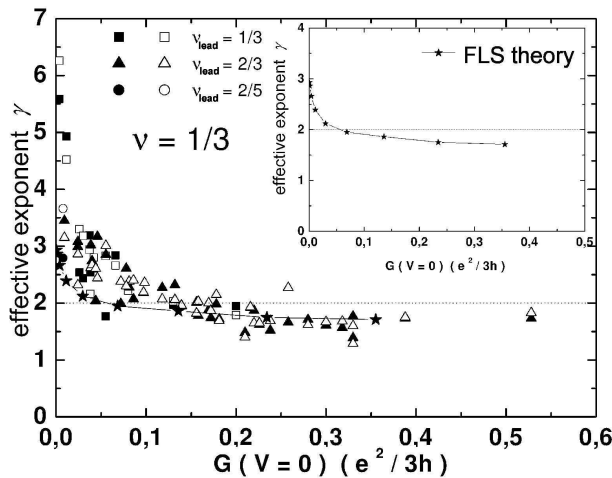 7
6
5
4
3
2
1
0
effective exponent γ
0,0 0,1 0,2 0,3 0,4 0,5 0,6
G ( V = 0 ) ( e² / 3h )
ν_lead = 1/3
ν_lead = 2/3
ν_lead = 2/5
ν = 1/3
FLS theory
4
3
2
1
0
effective exponent γ
0,0 0,1 0,2 0,3 0,4 0,5
G ( V = 0 ) ( e² / 3h )